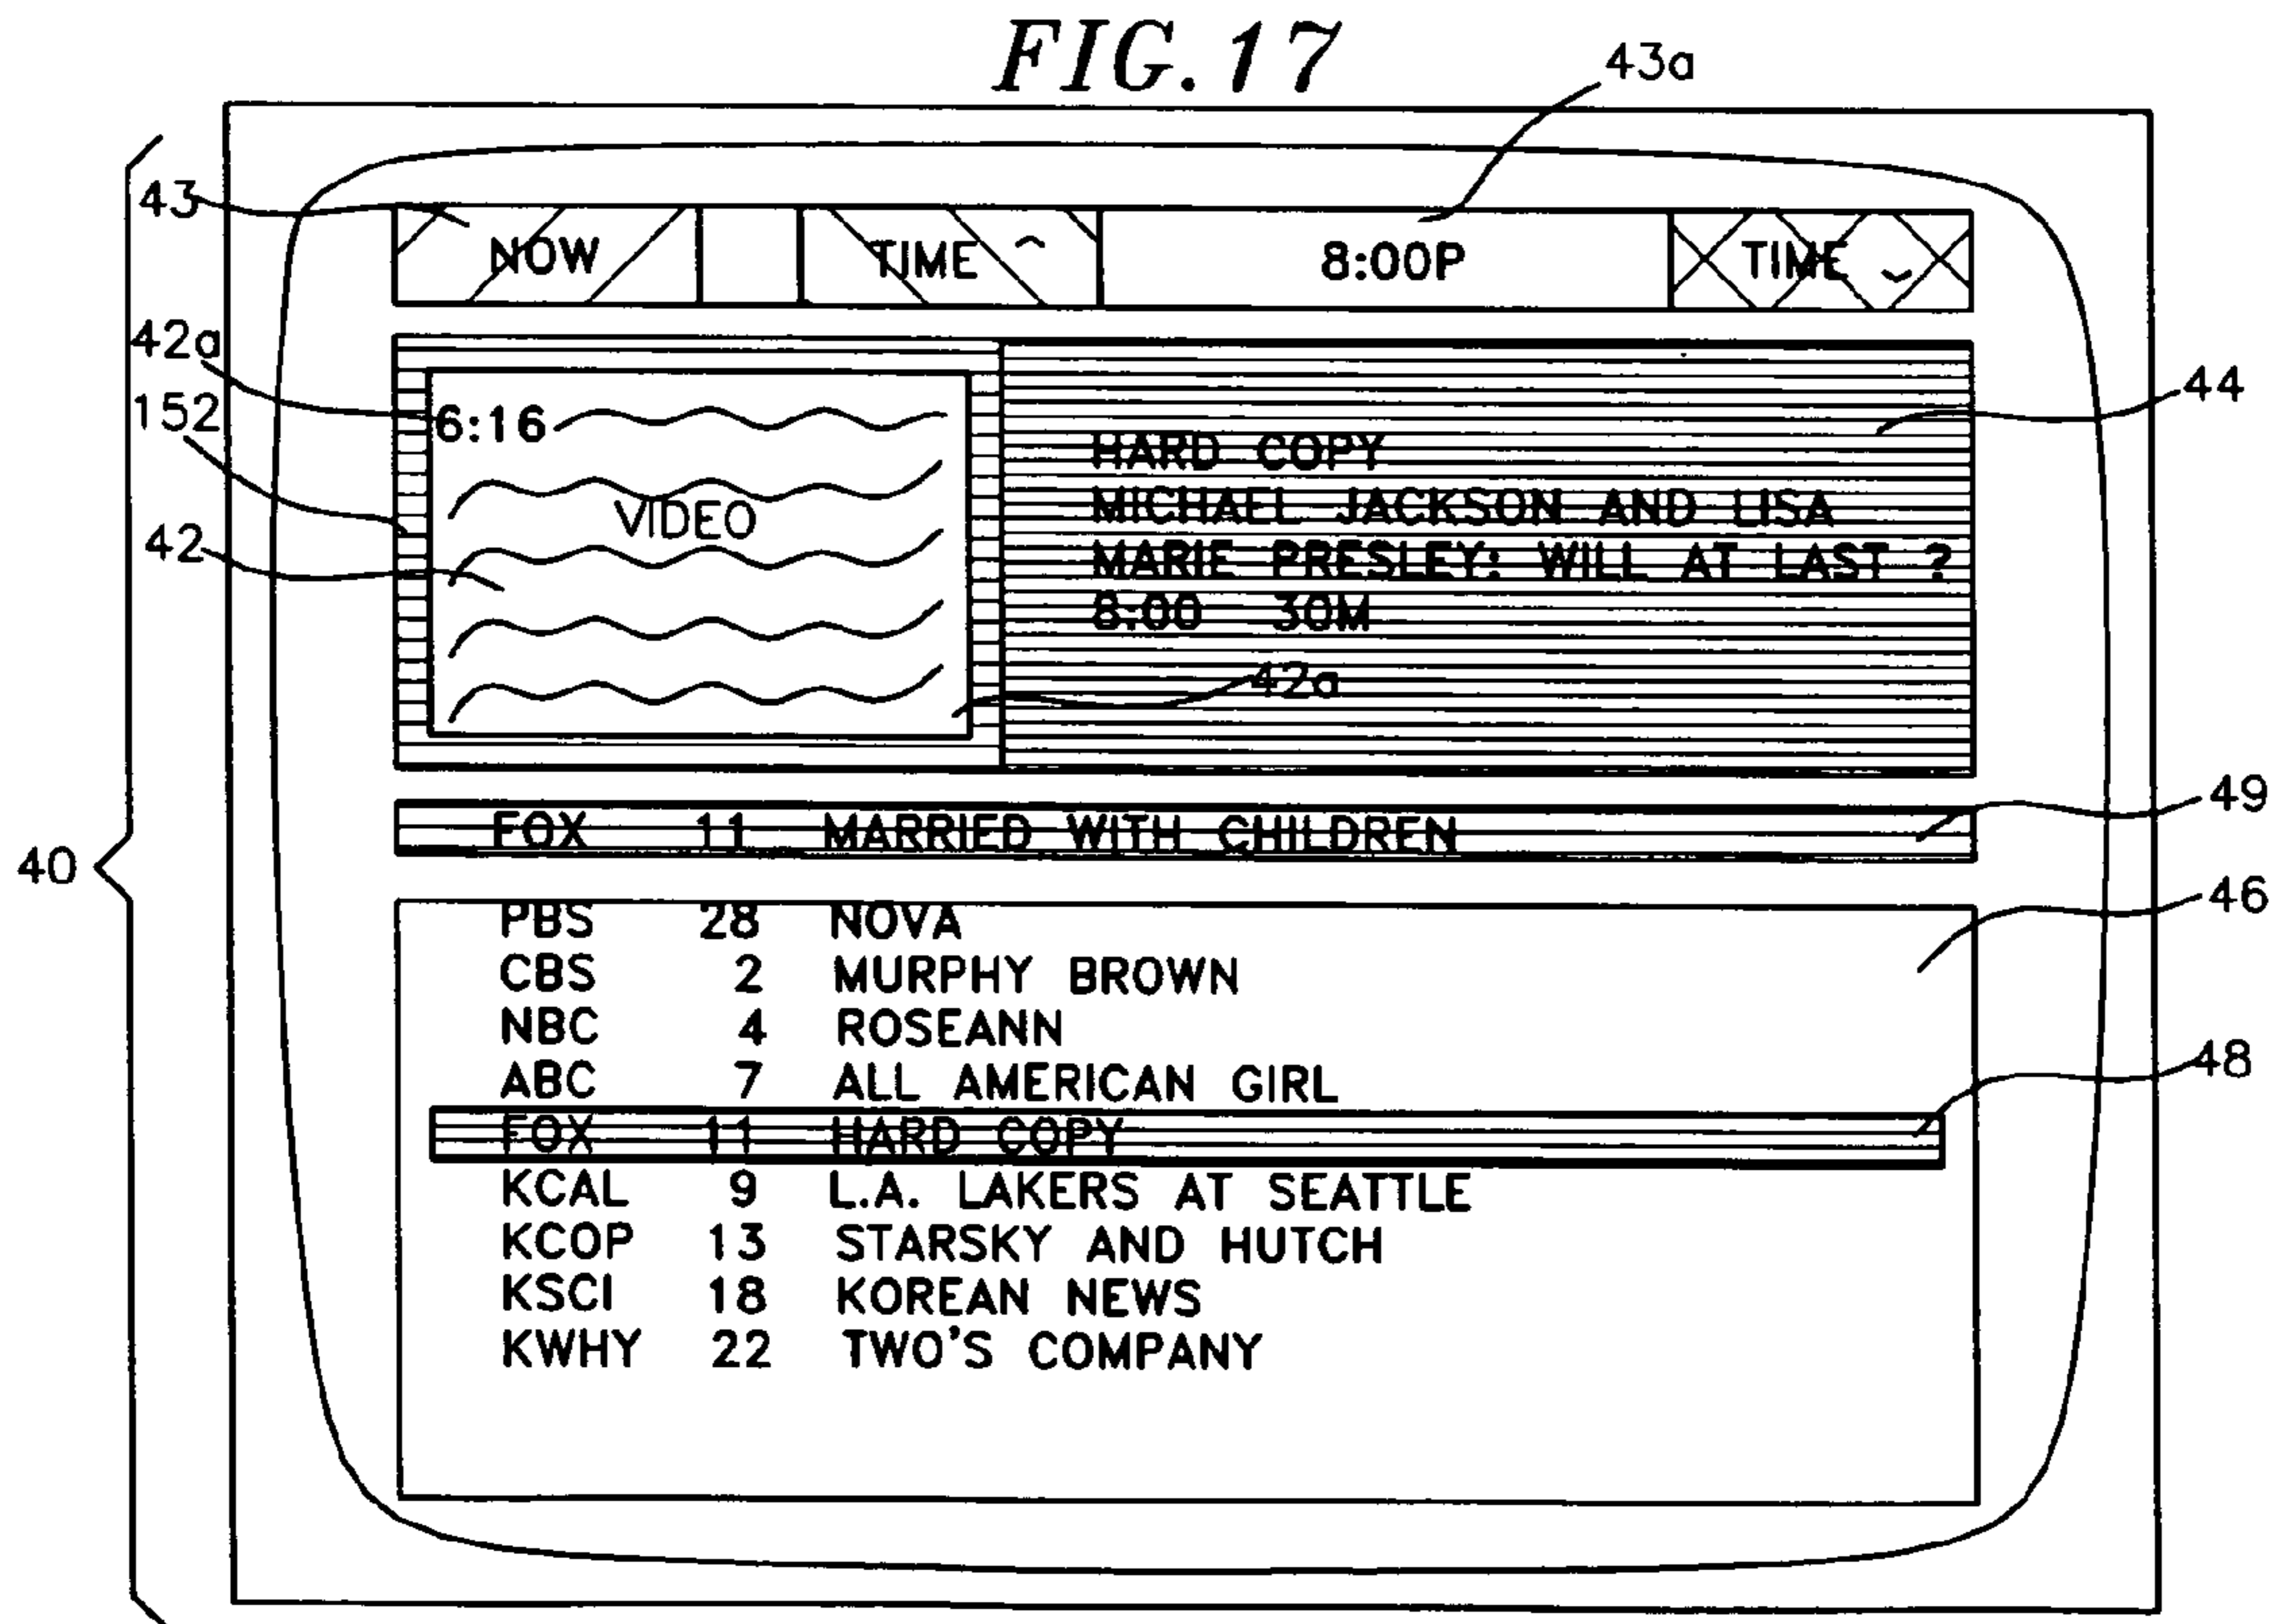 FIG. 17
43a
43
NOW TIME 8:00P TIME
42a
152
42
6:16
VIDEO
44
HARD COPY
MICHAEL JACKSON AND LISA
MARIE PRESLEY: WILL AT LAST ?
8:00 30M
42a
49
FOX 11 MARRIED WITH CHILDREN
40
46
PBS 28 NOVA
CBS 2 MURPHY BROWN
NBC 4 ROSEANN
ABC 7 ALL AMERICAN GIRL
48
FOX 11 HARD COPY
KCAL 9 L.A. LAKERS AT SEATTLE
KCOP 13 STARSKY AND HUTCH
KSCI 18 KOREAN NEWS
KWHY 22 TWO'S COMPANY